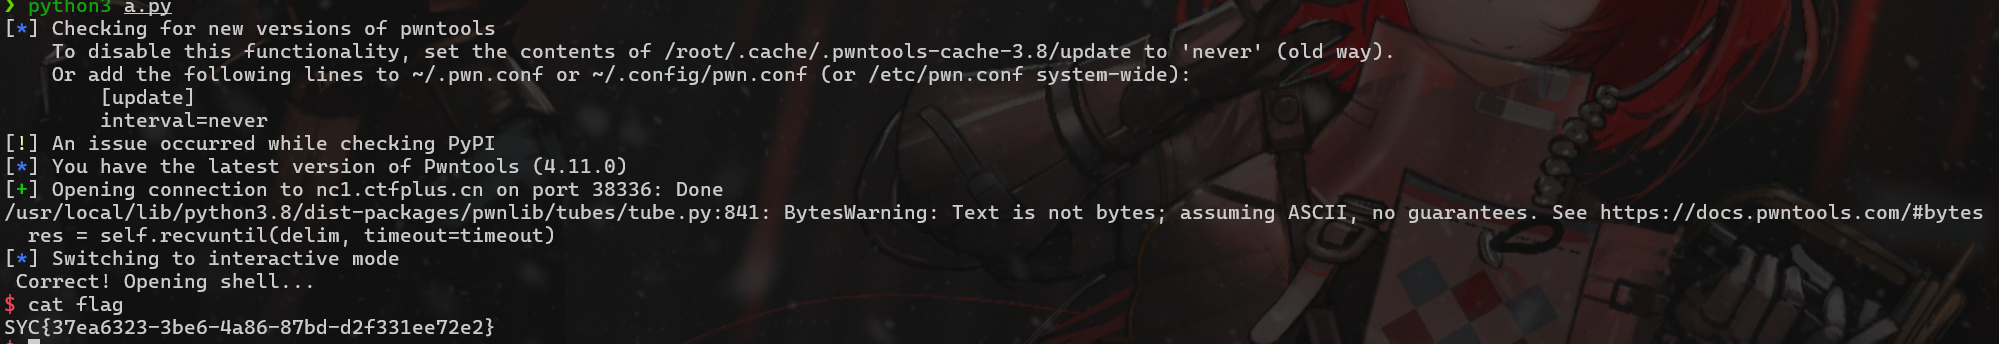 ❯ python3 a.py
[*] Checking for new versions of pwntools
    To disable this functionality, set the contents of /root/.cache/.pwntools-cache-3.8/update to 'never' (old way).
    Or add the following lines to ~/.pwn.conf or ~/.config/pwn.conf (or /etc/pwn.conf system-wide):
        [update]
        interval=never
[!] An issue occurred while checking PyPI
[*] You have the latest version of Pwntools (4.11.0)
[+] Opening connection to nc1.ctfplus.cn on port 38336: Done
/usr/local/lib/python3.8/dist-packages/pwnlib/tubes/tube.py:841: BytesWarning: Text is not bytes; assuming ASCII, no guarantees. See https://docs.pwntools.com/#bytes
  res = self.recvuntil(delim, timeout=timeout)
[*] Switching to interactive mode
 Correct! Opening shell...
$ cat flag
SYC{37ea6323-3be6-4a86-87bd-d2f331ee72e2}